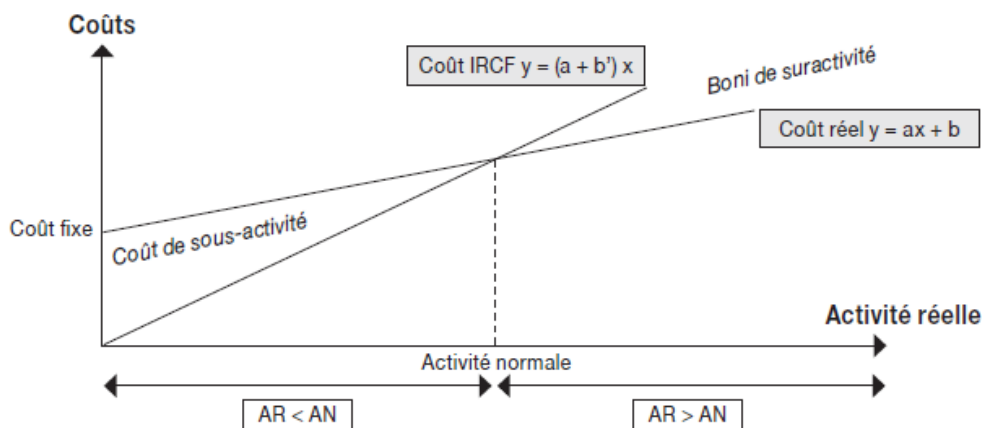 Coûts
Coût IRCF y = (a + b’) x
Boni de suractivité
Coût réel y = ax + b
Coût fixe
Coût de sous-activité
Activité réelle
Activité normale
AR < AN
AR > AN